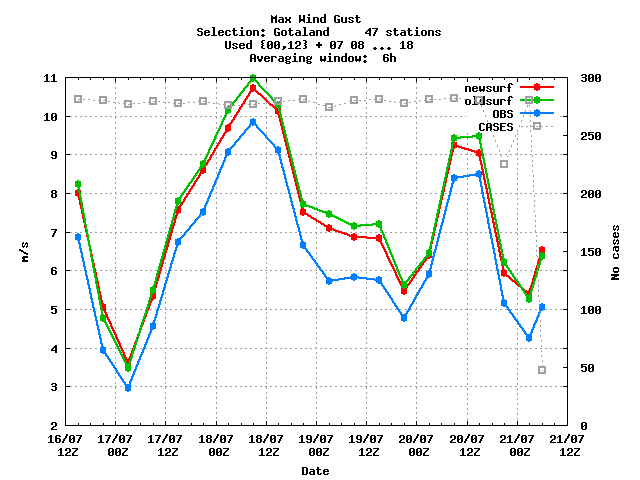 Max Wind Gust
Selection: Gotaland     47 stations
Used {00,12} + 07 08 ... 18
Averaging window:  6h
newsurf
oldsurf
OBS
CASES
11
10
9
8
7
6
5
4
3
2
m/s
300
250
200
150
100
50
0
No cases
16/07 17/07 17/07 18/07 18/07 19/07 19/07 20/07 20/07 21/07 21/07
12Z 00Z 12Z 00Z 12Z 00Z 12Z 00Z 12Z 00Z 12Z
Date